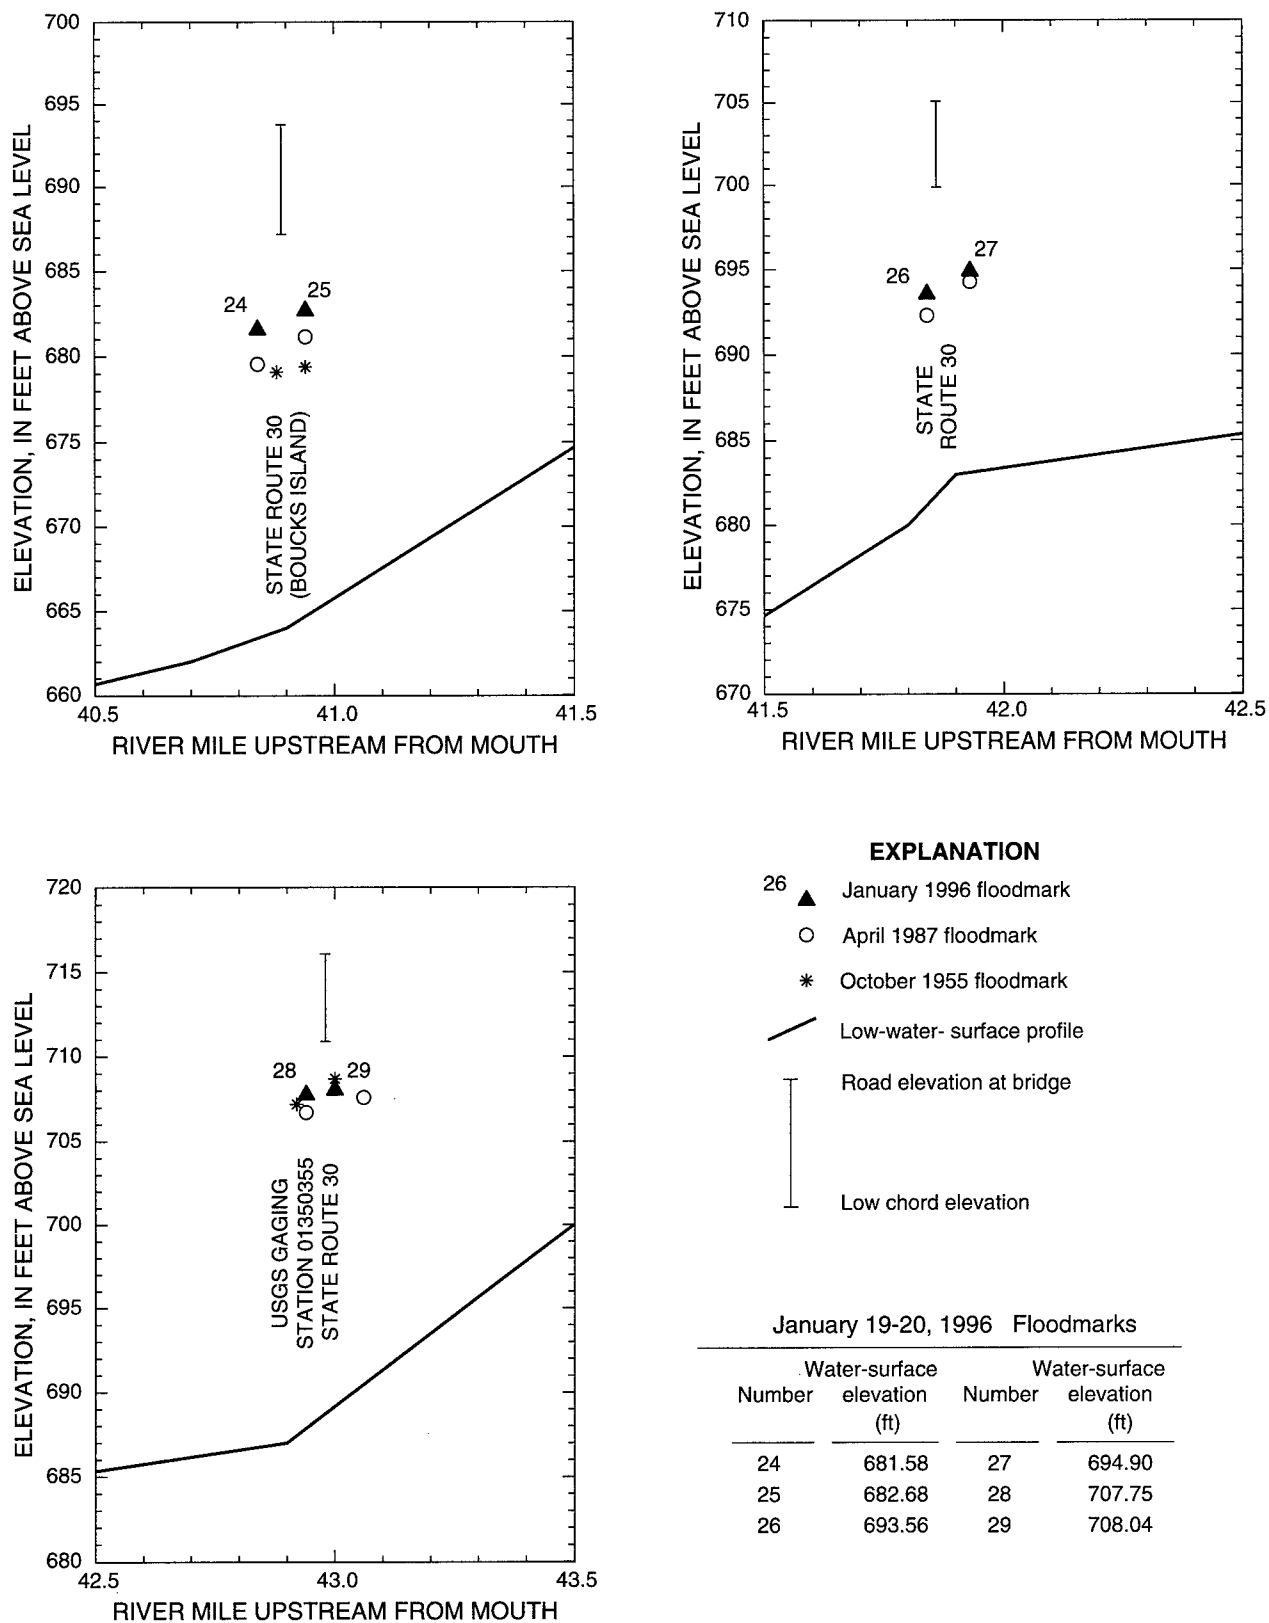 700
695
690
685
680
675
670
665
660
ELEVATION, IN FEET ABOVE SEA LEVEL
24
25
STATE ROUTE 30
(BOUCKS ISLAND)
40.5
41.0
41.5
RIVER MILE UPSTREAM FROM MOUTH
710
705
700
695
690
685
680
675
670
ELEVATION, IN FEET ABOVE SEA LEVEL
26
27
STATE
ROUTE 30
41.5
42.0
42.5
RIVER MILE UPSTREAM FROM MOUTH
720
715
710
705
700
695
690
685
680
ELEVATION, IN FEET ABOVE SEA LEVEL
28
29
USGS GAGING
STATION 01350355
STATE ROUTE 30
42.5
43.0
43.5
RIVER MILE UPSTREAM FROM MOUTH
EXPLANATION
26 January 1996 floodmark
April 1987 floodmark
October 1955 floodmark
Low-water- surface profile
Road elevation at bridge
Low chord elevation
January 19-20, 1996 Floodmarks
Water-surface Water-surface
Number elevation Number elevation
(ft) (ft)
24 681.58 27 694.90
25 682.68 28 707.75
26 693.56 29 708.04